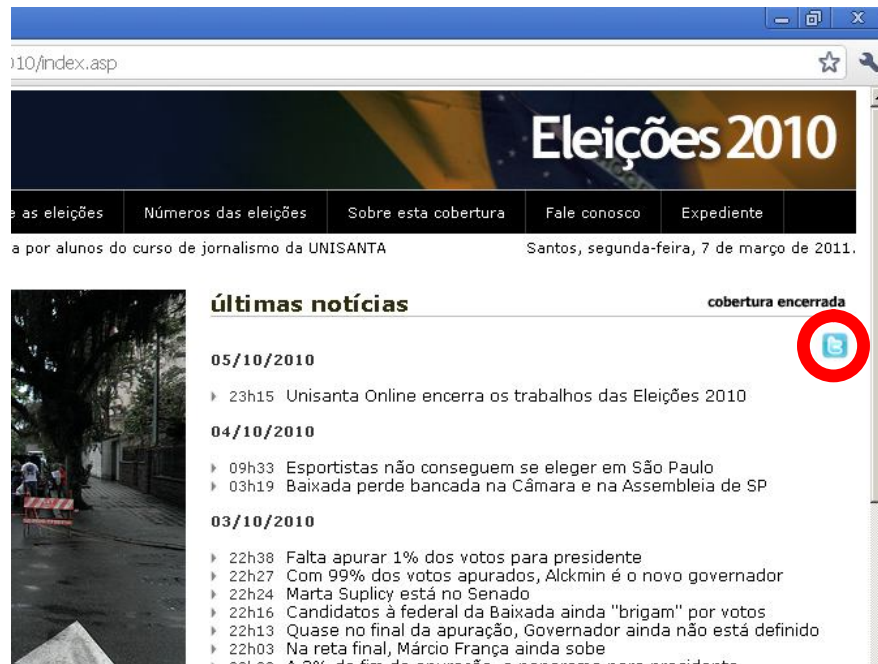 10/index.asp
Eleições 2010
e as eleições Números das eleições Sobre esta cobertura Fale conosco Expediente
a por alunos do curso de jornalismo da UNISANTA Santos, segunda-feira, 7 de março de 2011.
últimas notícias cobertura encerrada
05/10/2010
23h15 Unisanta Online encerra os trabalhos das Eleições 2010
04/10/2010
09h33 Esportistas não conseguem se eleger em São Paulo
03h19 Baixada perde bancada na Câmara e na Assembleia de SP
03/10/2010
22h38 Falta apurar 1% dos votos para presidente
22h27 Com 99% dos votos apurados, Alckmin é o novo governador
22h24 Marta Suplicy está no Senado
22h16 Candidatos à federal da Baixada ainda "brigam" por votos
22h13 Quase no final da apuração, Governador ainda não está definido
22h03 Na reta final, Márcio França ainda sobe